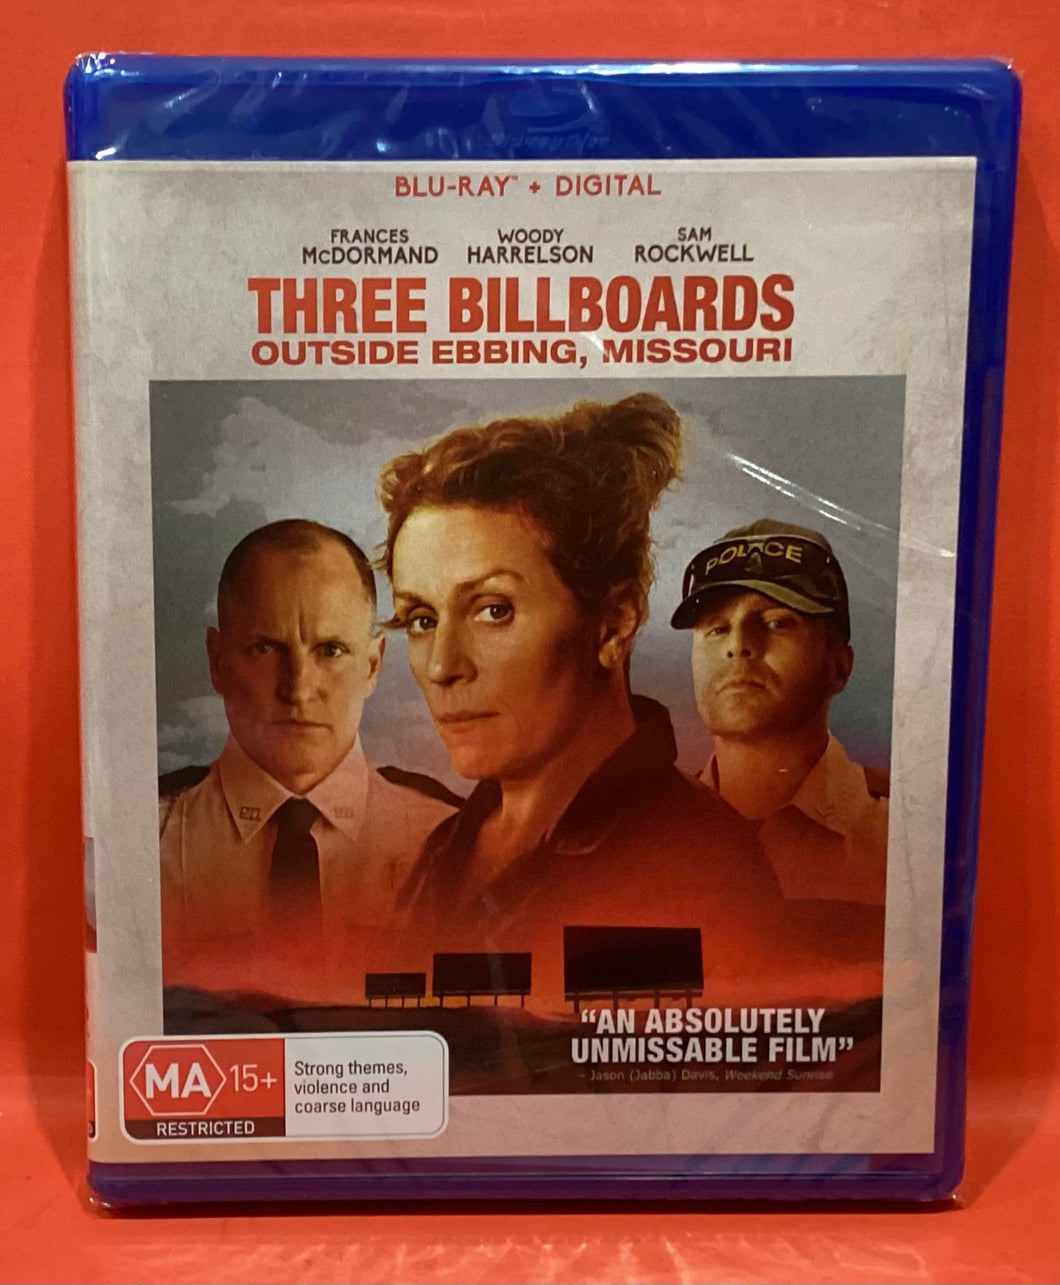 BLU-RAY™ + DIGITAL
FRANCES McDORMAND
WOODY HARRELSON
SAM ROCKWELL
THREE BILLBOARDS
OUTSIDE EBBING, MISSOURI
POLICE
“AN ABSOLUTELY
UNMISSABLE FILM”
– Jason (Jabba) Davis, Weekend Sunrise
MA 15+
RESTRICTED
Strong themes,
violence and
coarse language